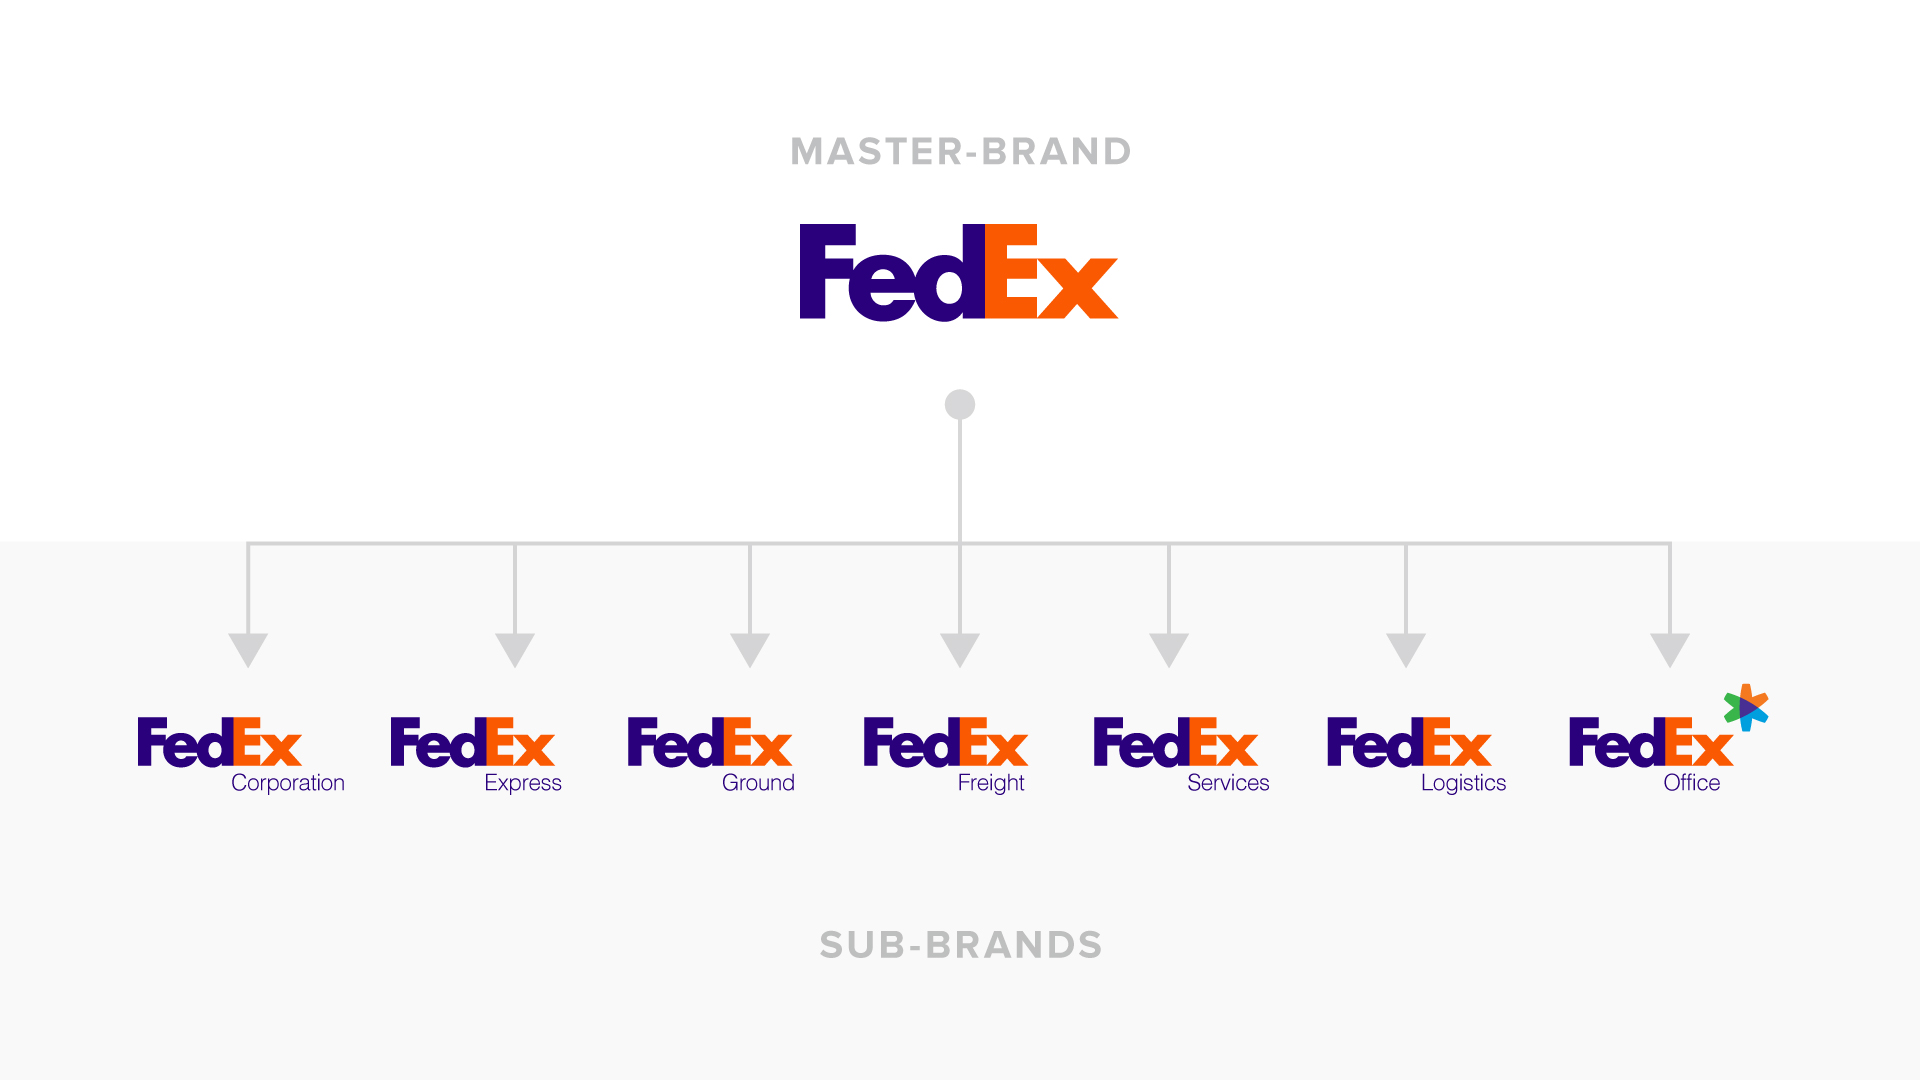 MASTER-BRAND
FedEx
FedEx
Corporation
FedEx
Express
FedEx
Ground
FedEx
Freight
FedEx
Services
FedEx
Logistics
FedEx
Office
SUB-BRANDS